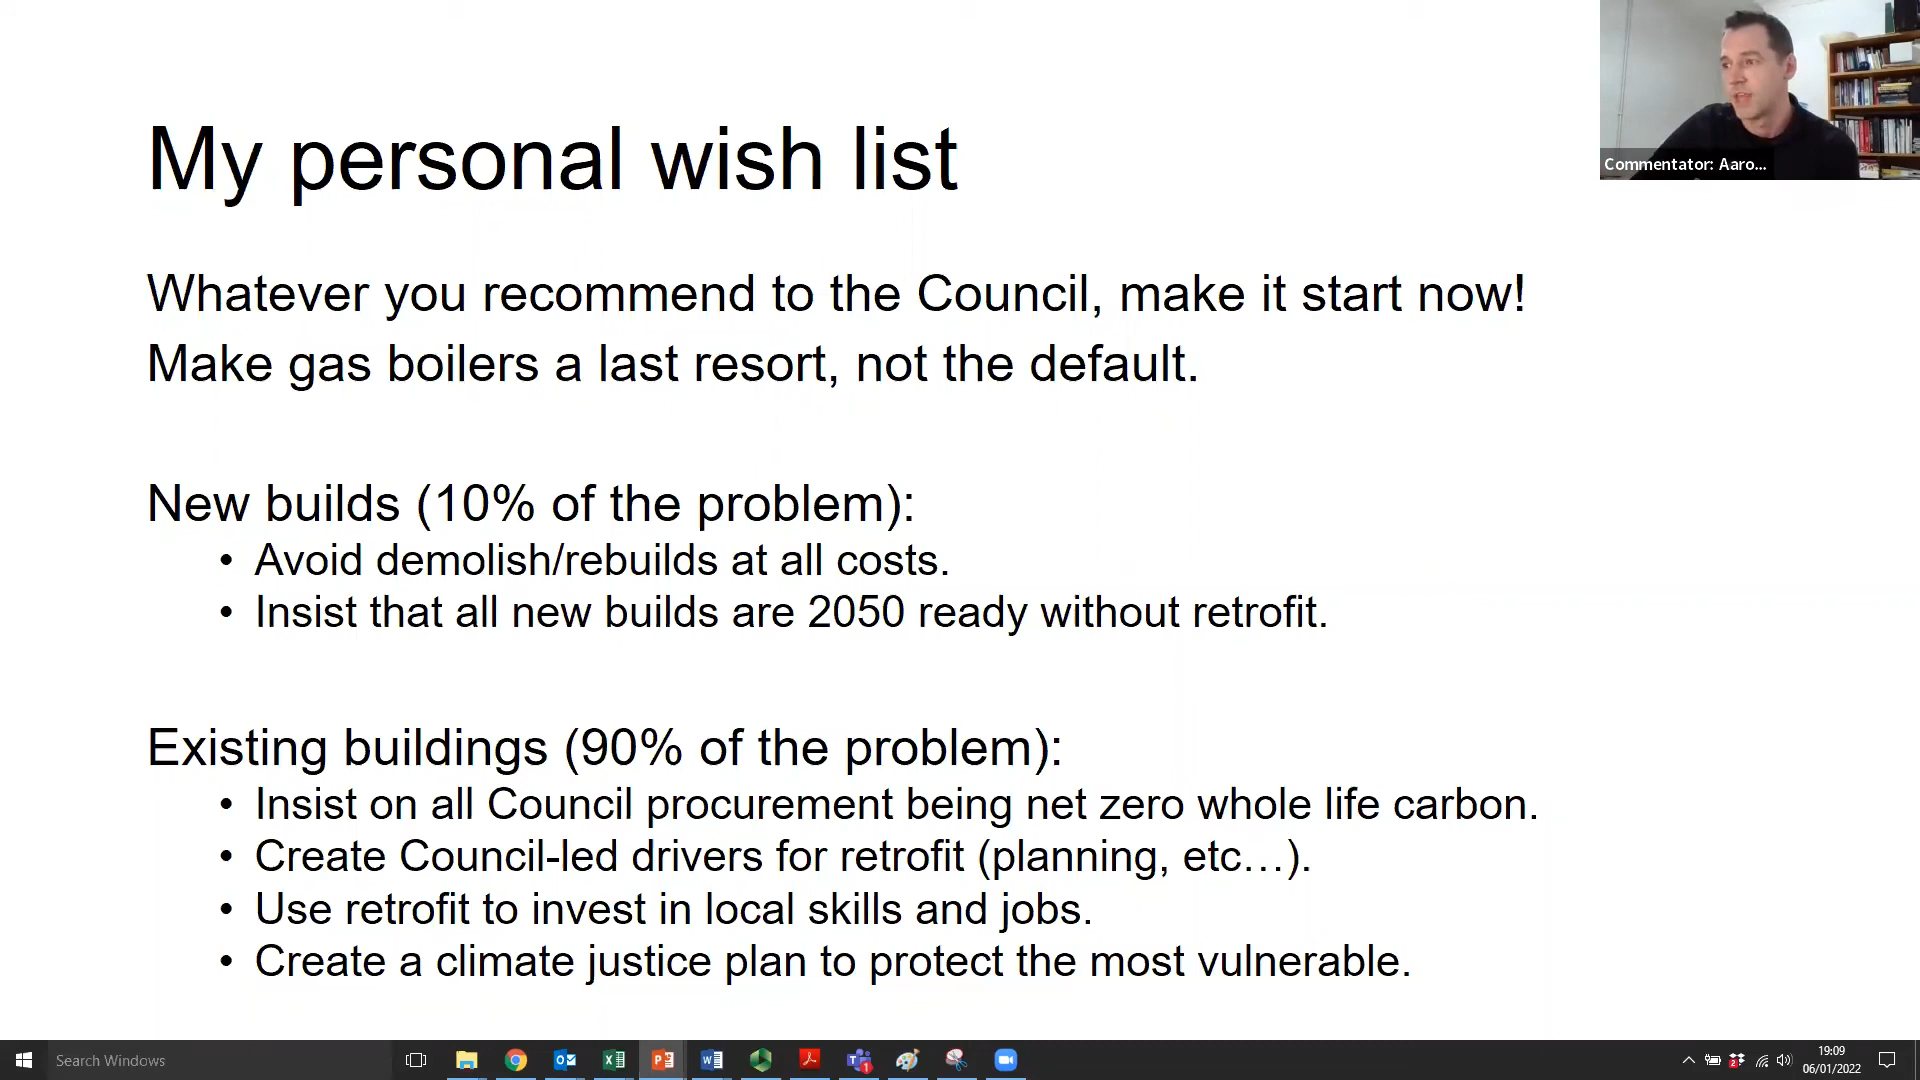 My personal wish list
Commentator: Aaro...
Whatever you recommend to the Council, make it start now!
Make gas boilers a last resort, not the default.
New builds (10% of the problem):
• Avoid demolish/rebuilds at all costs.
• Insist that all new builds are 2050 ready without retrofit.
Existing buildings (90% of the problem):
• Insist on all Council procurement being net zero whole life carbon.
• Create Council-led drivers for retrofit (planning, etc…).
• Use retrofit to invest in local skills and jobs.
• Create a climate justice plan to protect the most vulnerable.
Search Windows
19:09
06/01/2022